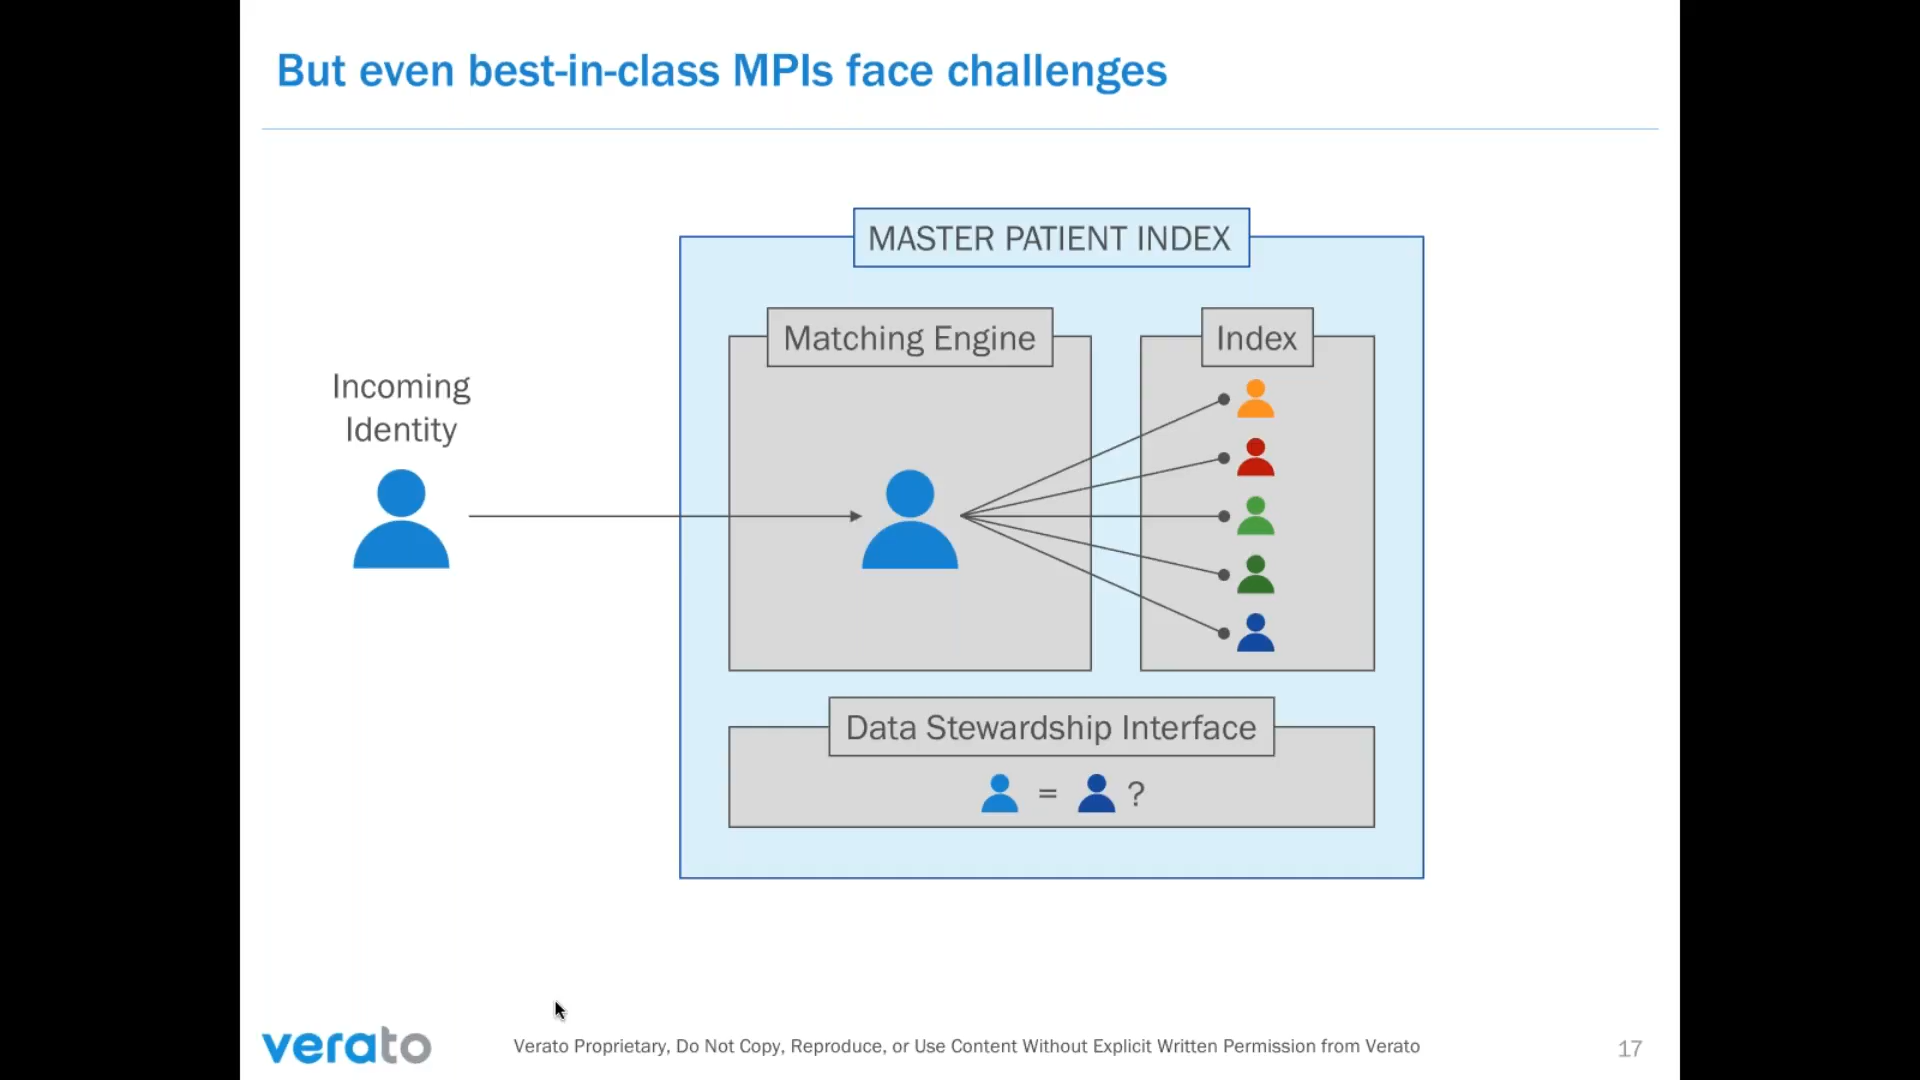 But even best-in-class MPIs face challenges
MASTER PATIENT INDEX
Matching Engine
Index
Incoming
Identity
Data Stewardship Interface
= ?
verato
Verato Proprietary, Do Not Copy, Reproduce, or Use Content Without Explicit Written Permission from Verato
17